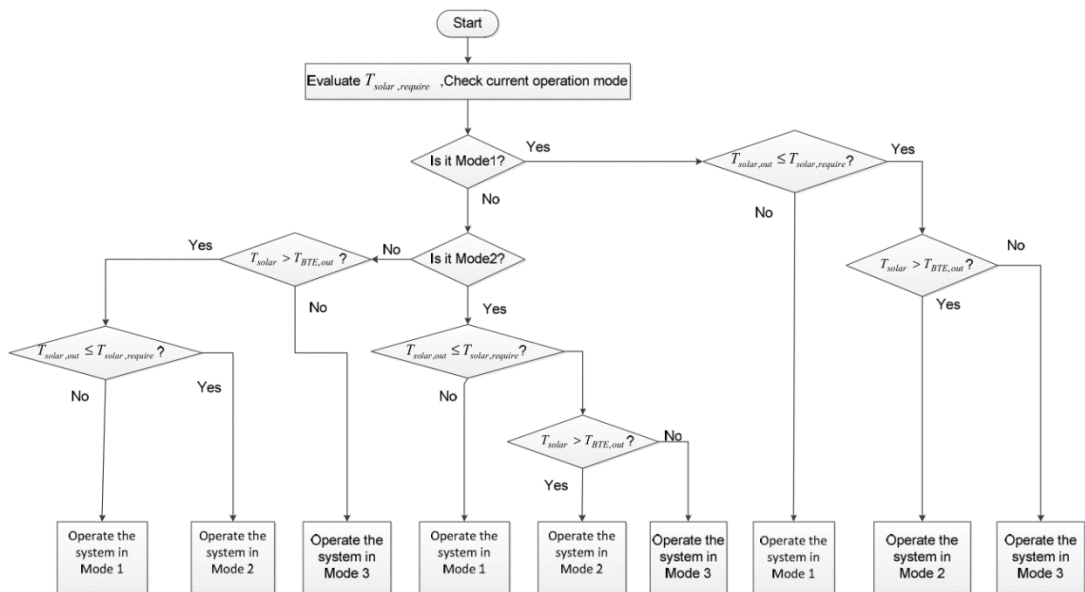 Start
Evaluate T_solar,require ,Check current operation mode
Is it Mode1?
Yes
T_solar,out ≤ T_solar,require ?
Yes
No
No
T_solar > T_BTE,out ?
No
Yes
Is it Mode2?
No
T_solar > T_BTE,out ?
Yes
No
Yes
T_solar,out ≤ T_solar,require ?
No
Yes
T_solar,out ≤ T_solar,require ?
No
T_solar > T_BTE,out ?
No
Yes
Operate the
system in
Mode 1
Operate the
system in
Mode 2
Operate the
system in
Mode 3
Operate the
system in
Mode 1
Operate the
system in
Mode 2
Operate the
system in
Mode 3
Operate the
system in
Mode 1
Operate the
system in
Mode 2
Operate the
system in
Mode 3